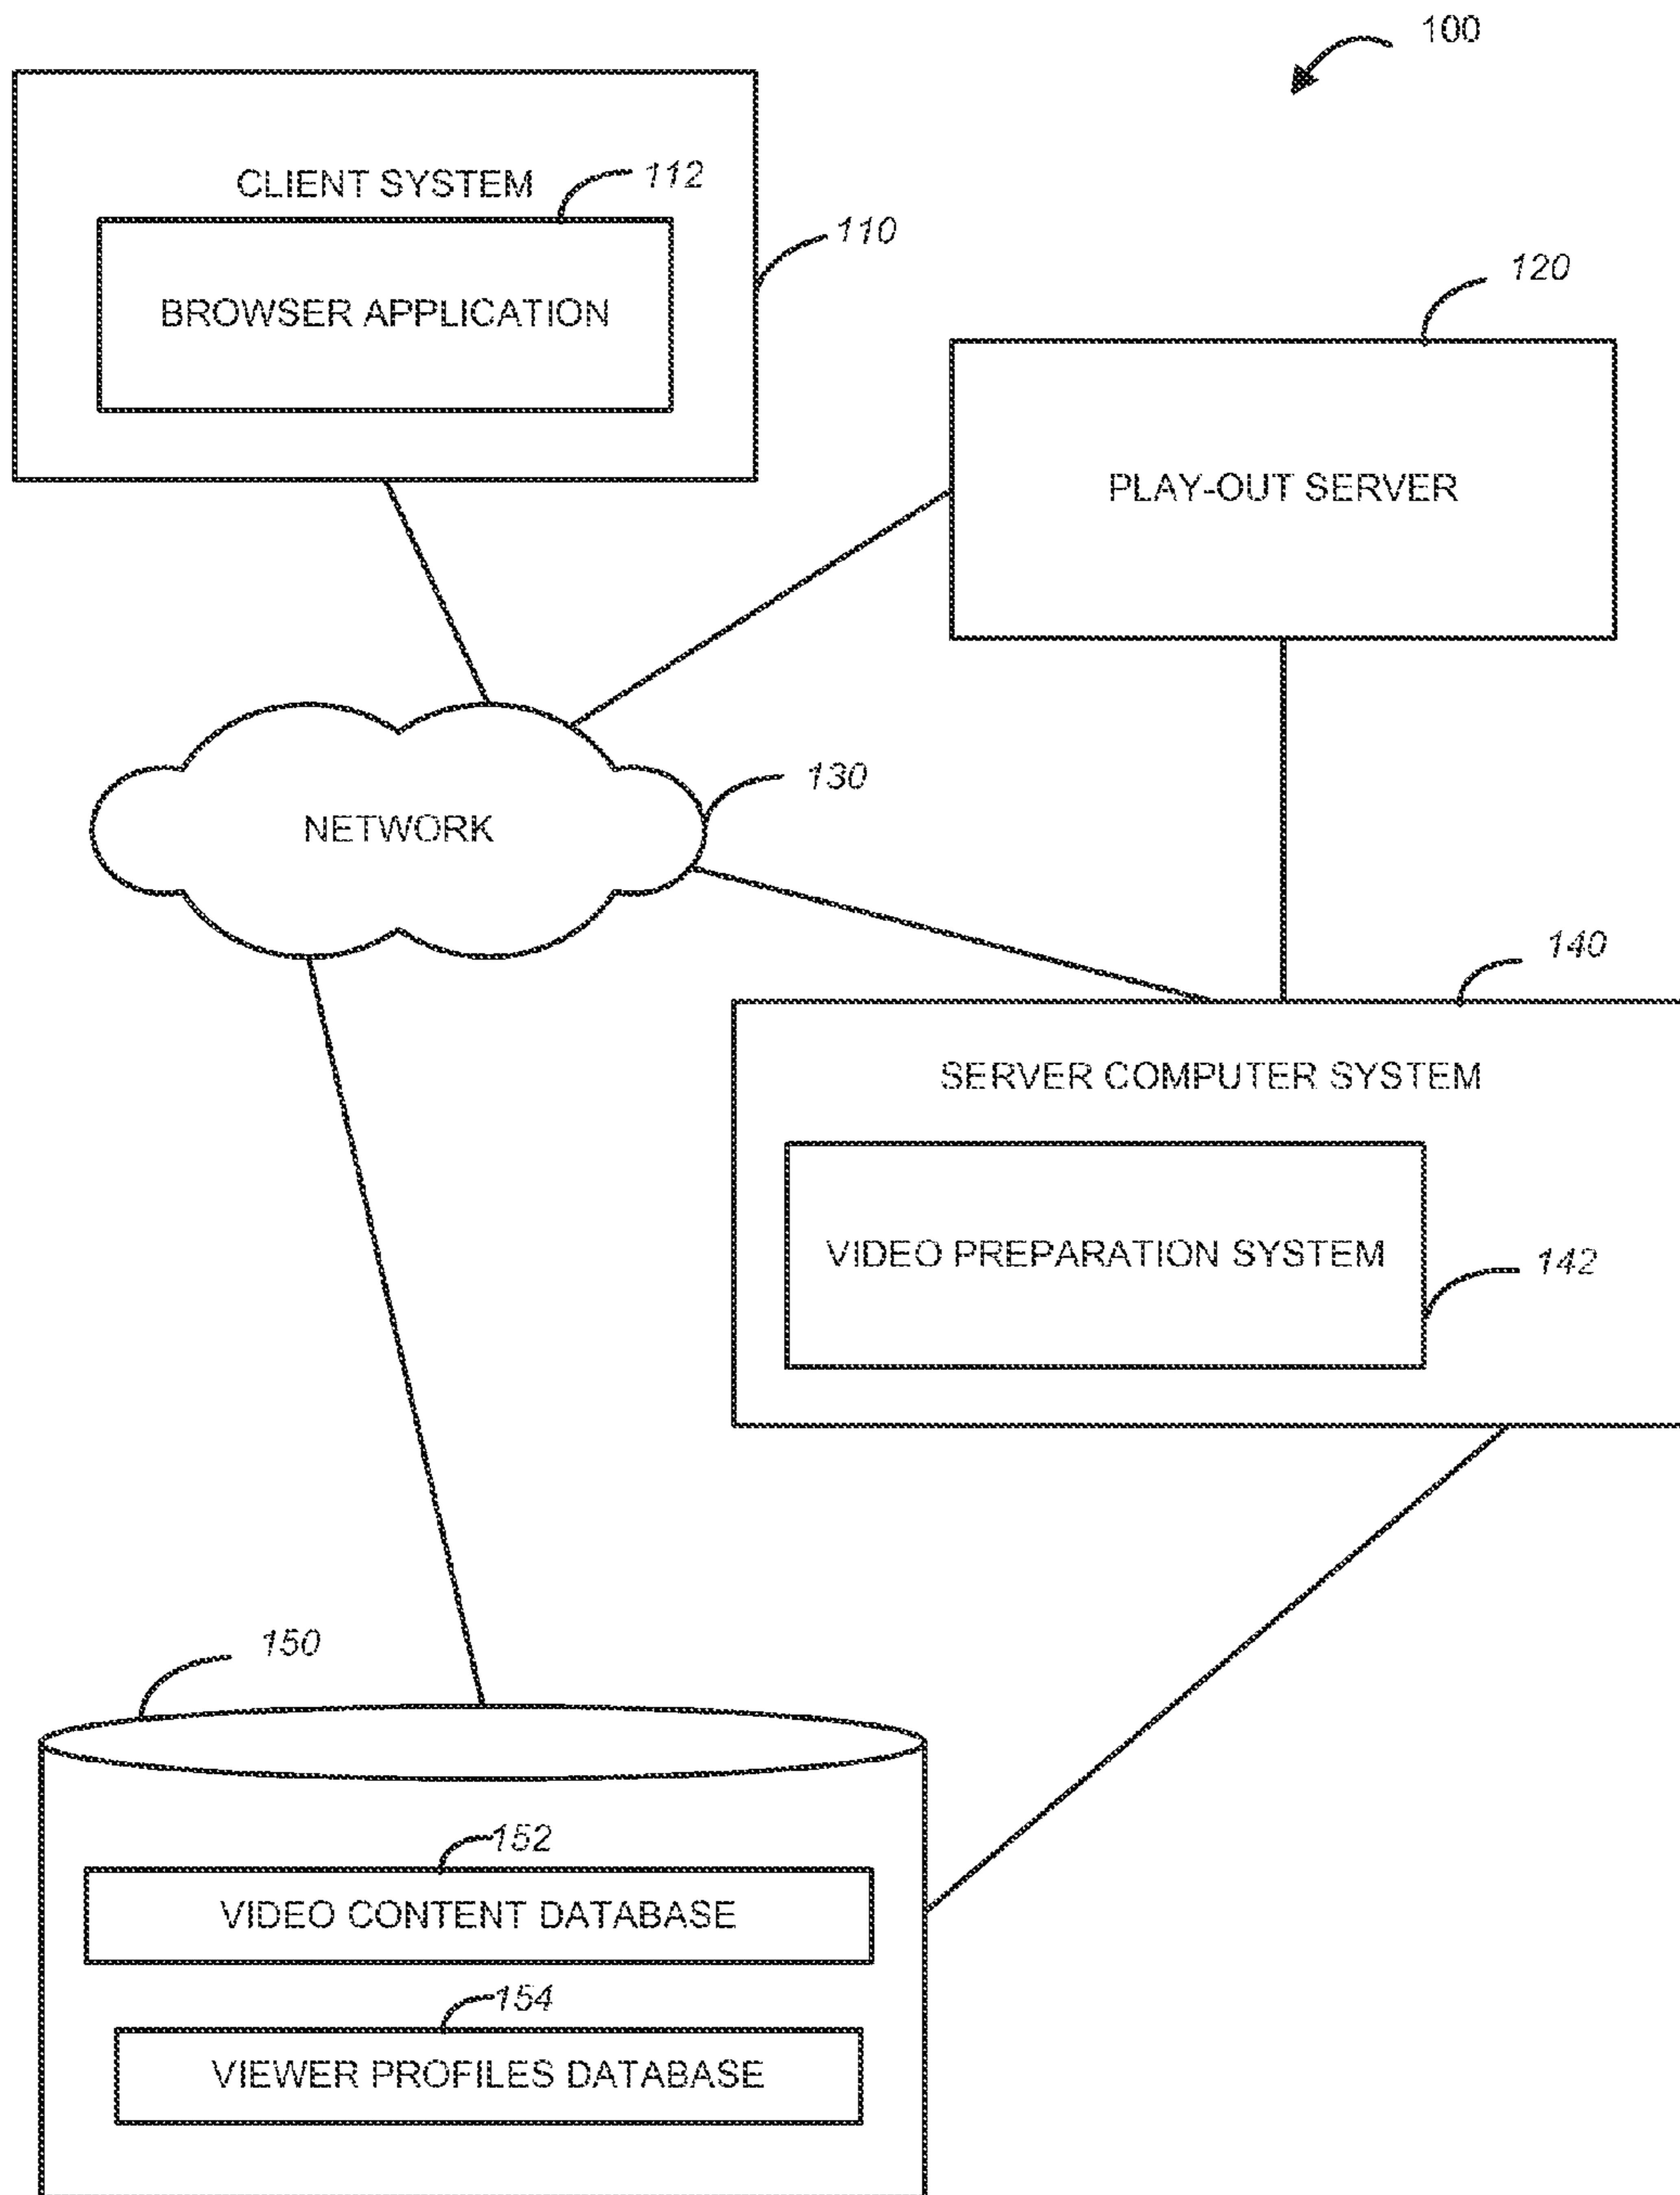 100
CLIENT SYSTEM
112
110
BROWSER APPLICATION
120
PLAY-OUT SERVER
130
NETWORK
140
SERVER COMPUTER SYSTEM
VIDEO PREPARATION SYSTEM
142
150
152
VIDEO CONTENT DATABASE
154
VIEWER PROFILES DATABASE